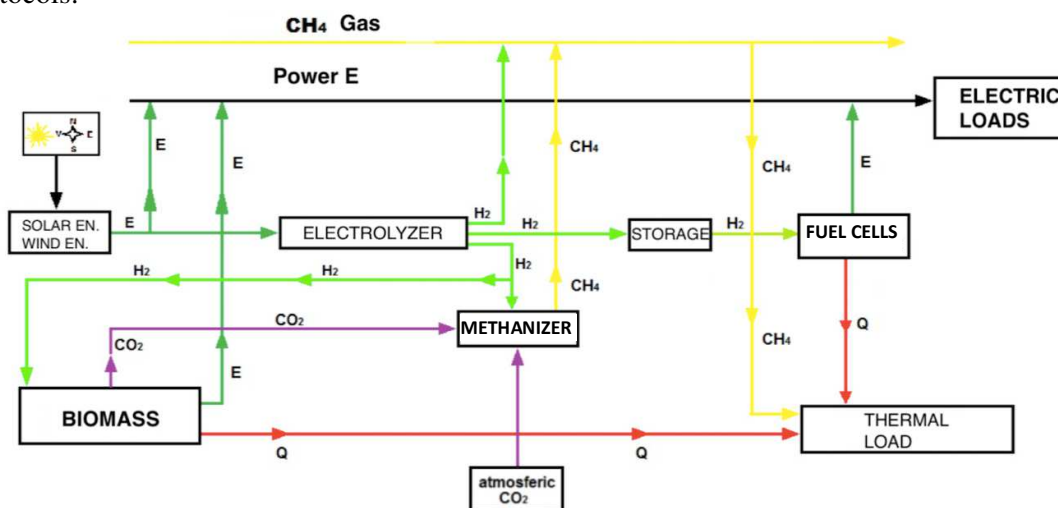 tocols.
CH4 Gas
Power E
ELECTRIC
LOADS
N
V E
S
E
E
CH4
CH4
E
SOLAR EN.
WIND EN.
E
ELECTROLYZER
H2
H2
STORAGE
H2
FUEL CELLS
H2
H2
H2
CH4
CO2
METHANIZER
Q
CO2
CH4
E
BIOMASS
THERMAL
LOAD
Q
Q
atmosferic
CO2